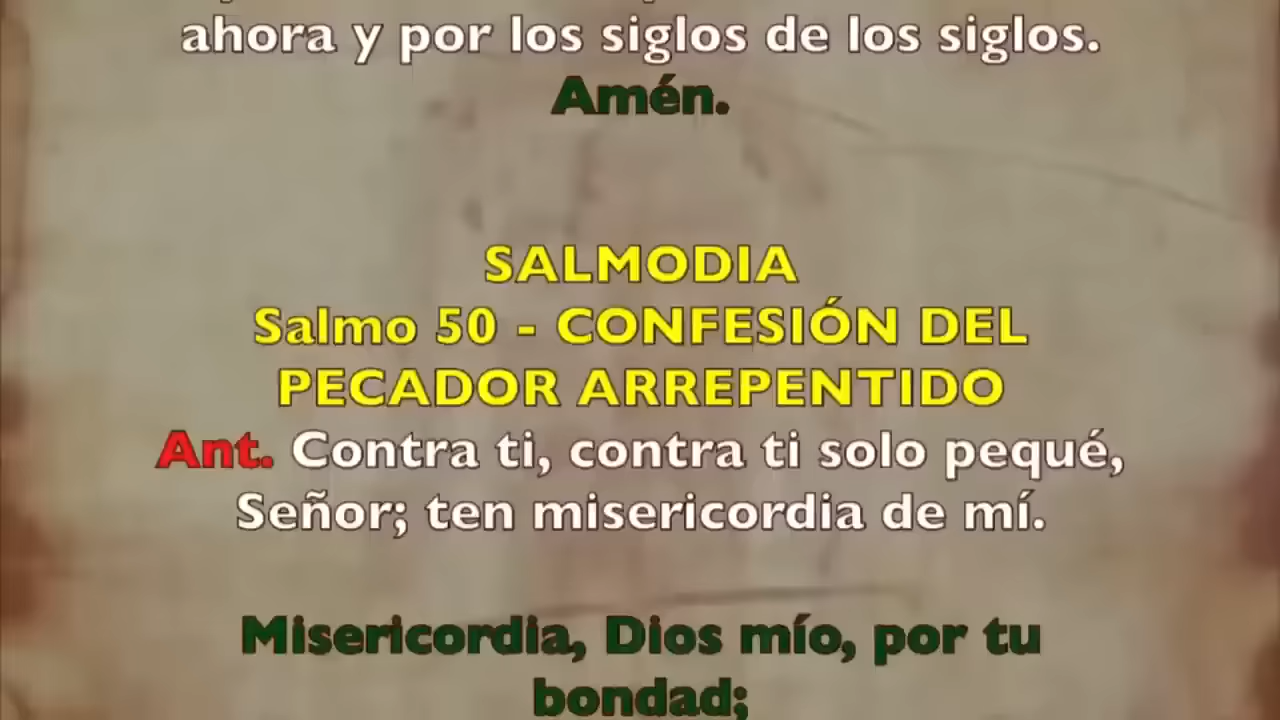 ahora y por los siglos de los siglos.
Amén.
SALMODIA
Salmo 50 - CONFESIÓN DEL
PECADOR ARREPENTIDO
Ant. Contra ti, contra ti solo pequé,
Señor; ten misericordia de mí.
Misericordia, Dios mío, por tu
bondad;